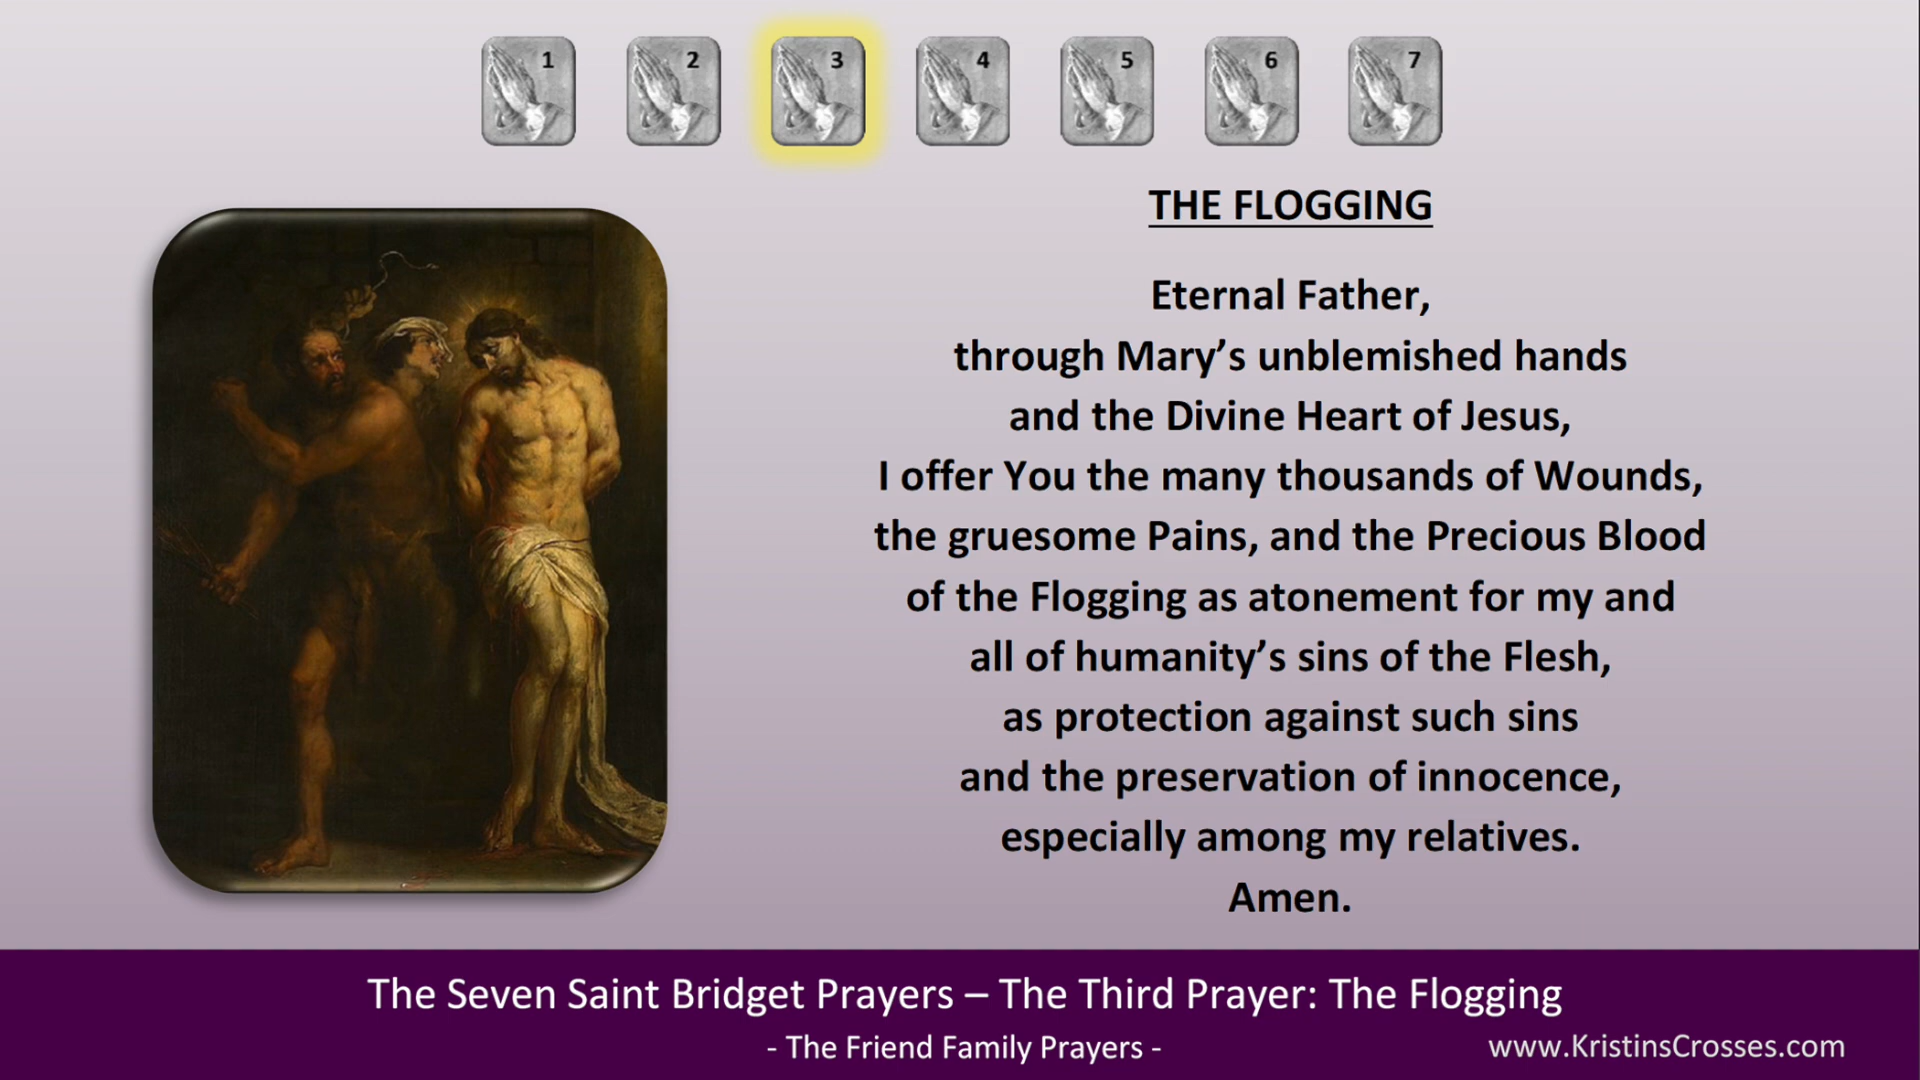 1 2 3 4 5 6 7
THE FLOGGING
Eternal Father,
through Mary’s unblemished hands
and the Divine Heart of Jesus,
I offer You the many thousands of Wounds,
the gruesome Pains, and the Precious Blood
of the Flogging as atonement for my and
all of humanity’s sins of the Flesh,
as protection against such sins
and the preservation of innocence,
especially among my relatives.
Amen.
The Seven Saint Bridget Prayers – The Third Prayer: The Flogging
- The Friend Family Prayers -
www.KristinsCrosses.com